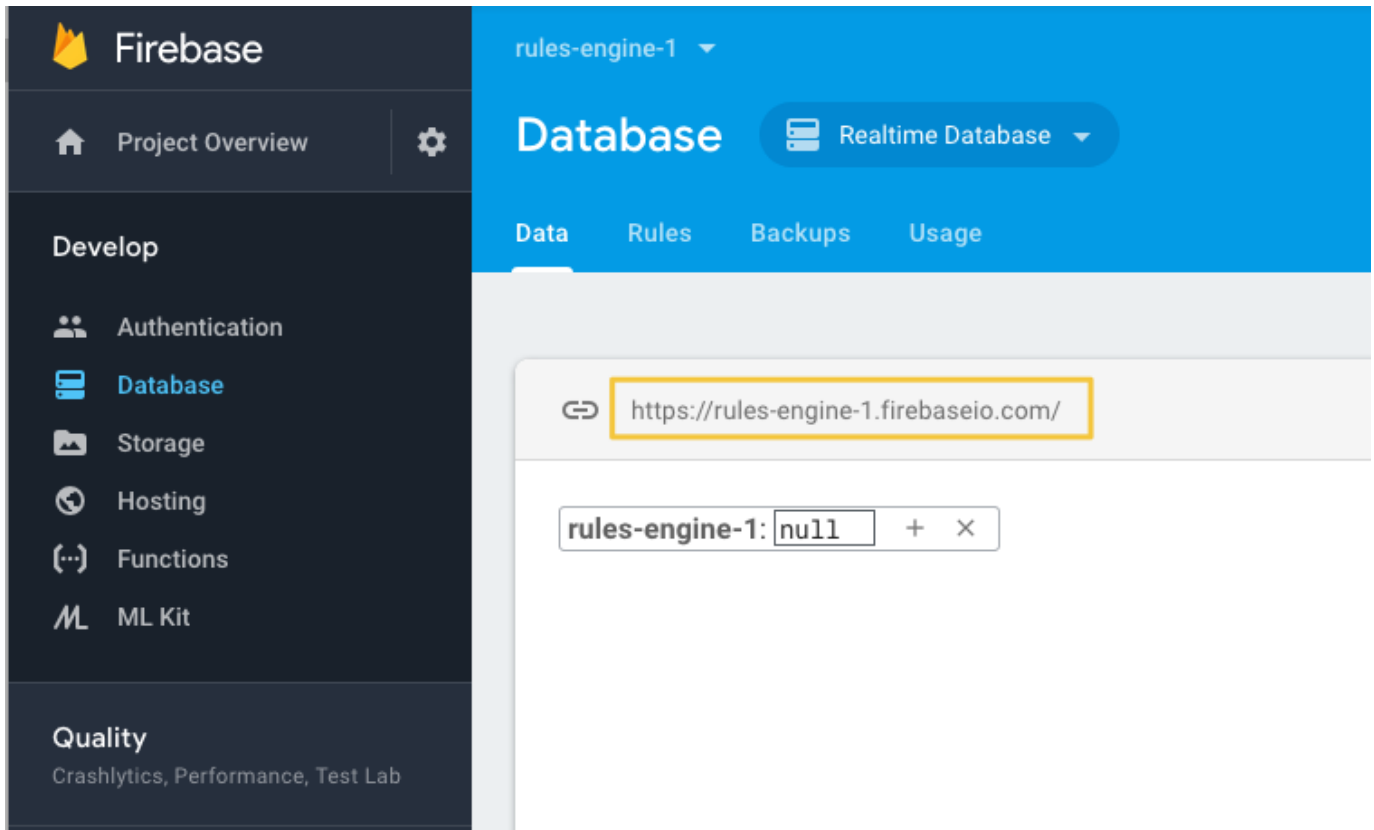 Firebase
Project Overview
Develop
Authentication
Database
Storage
Hosting
Functions
ML Kit
Quality
Crashlytics, Performance, Test Lab
rules-engine-1
Database
Realtime Database
Data Rules Backups Usage
https://rules-engine-1.firebaseio.com/
rules-engine-1: null + ×